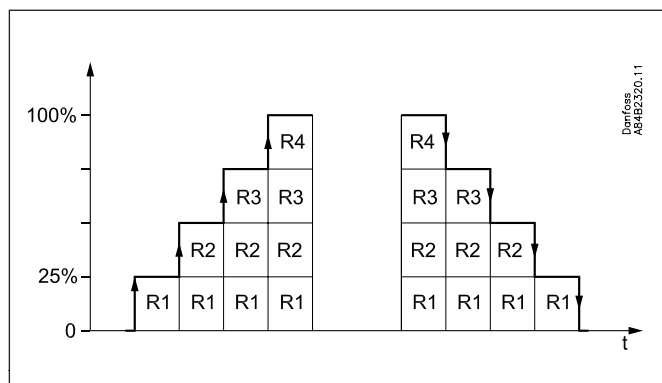 Danfoss
A84B2320.11
100%
R4 R4
R3 R3 R3 R3
R2 R2 R2 R2 R2 R2
25%
R1 R1 R1 R1 R1 R1 R1 R1
0
t